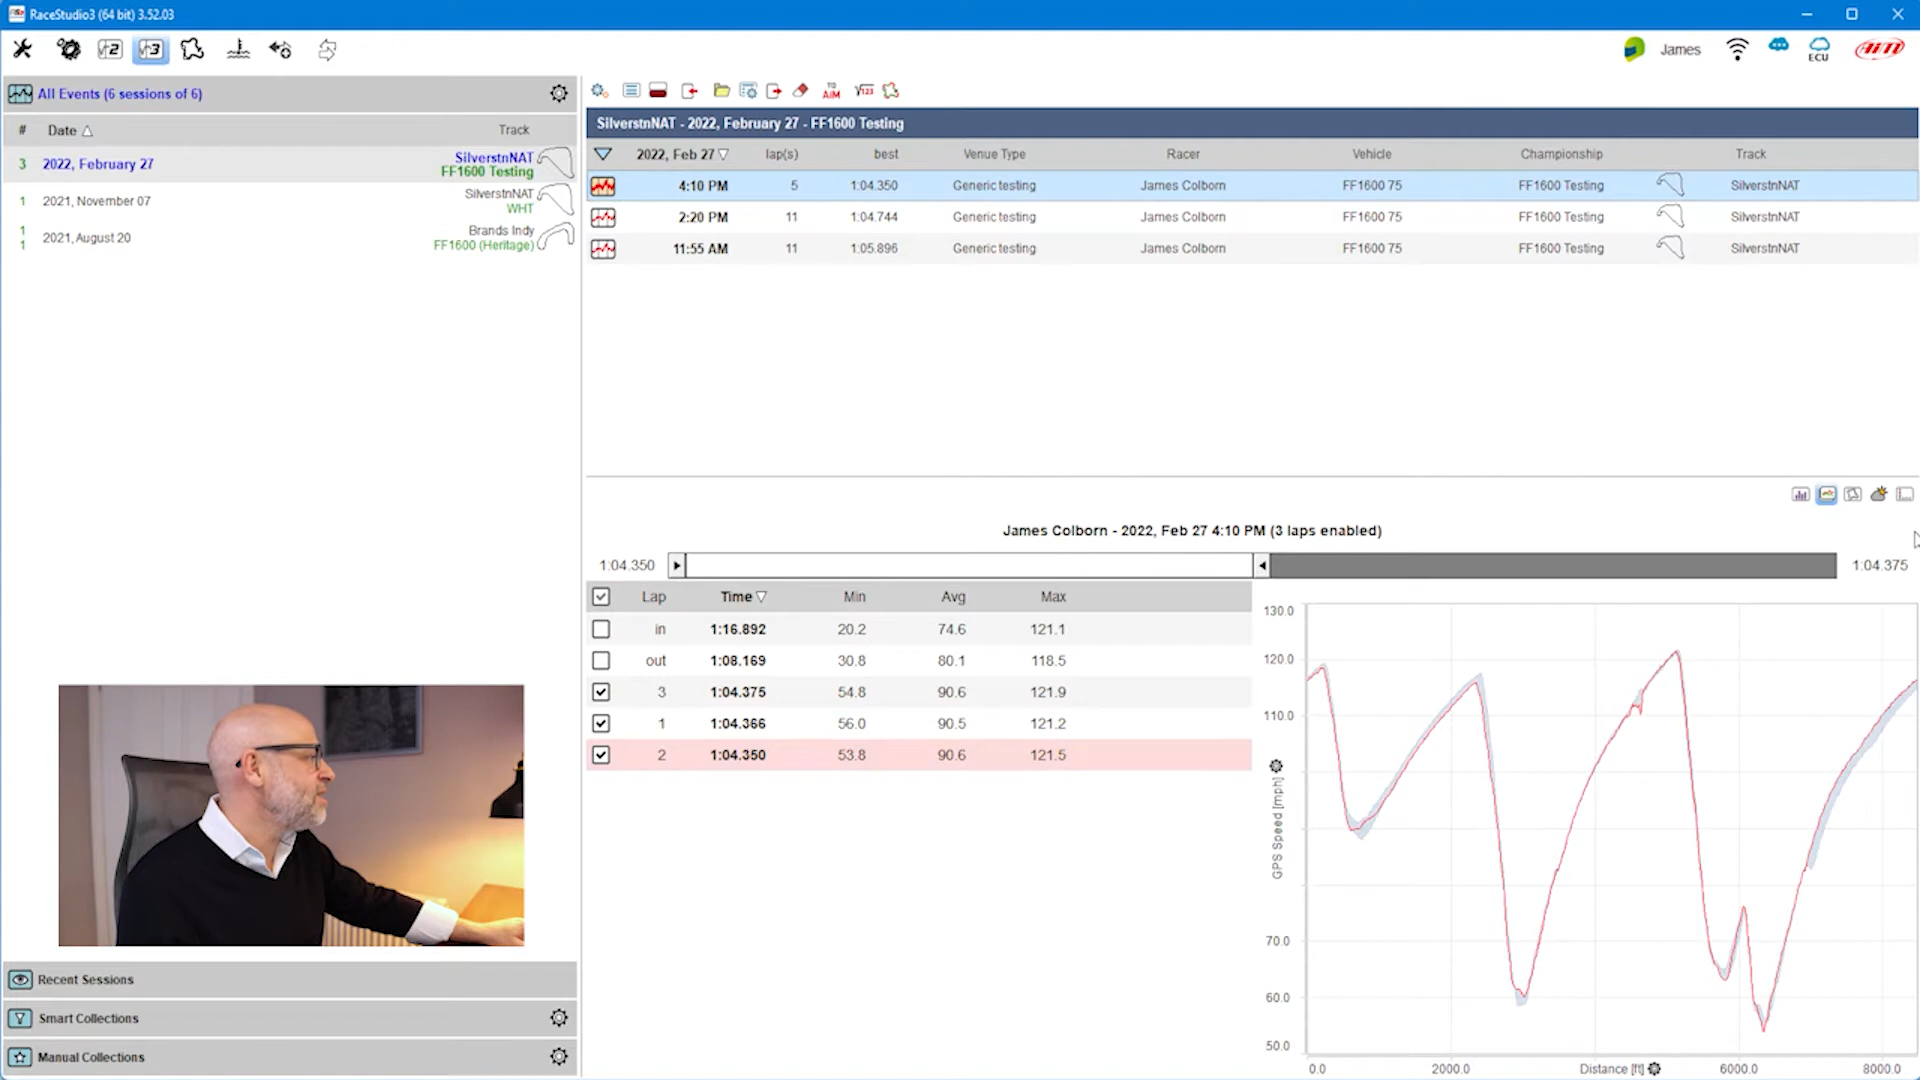 RaceStudio3 (64 bit) 3.52.03
James
ECU
AiM
All Events (6 sessions of 6)
# Date Track
3 2022, February 27 SilverstnNAT
FF1600 Testing
1 2021, November 07 SilverstnNAT
WHT
1 2021, August 20 Brands Indy
1 FF1600 (Heritage)
TO AIM
√123
SilverstnNAT - 2022, February 27 - FF1600 Testing
2022, Feb 27 lap(s) best Venue Type Racer Vehicle Championship Track
4:10 PM 5 1:04.350 Generic testing James Colborn FF1600 75 FF1600 Testing SilverstnNAT
2:20 PM 11 1:04.744 Generic testing James Colborn FF1600 75 FF1600 Testing SilverstnNAT
11:55 AM 11 1:05.896 Generic testing James Colborn FF1600 75 FF1600 Testing SilverstnNAT
James Colborn - 2022, Feb 27 4:10 PM (3 laps enabled)
1:04.350 1:04.375
Lap Time Min Avg Max
in 1:16.892 20.2 74.6 121.1
out 1:08.169 30.8 80.1 118.5
3 1:04.375 54.8 90.6 121.9
1 1:04.366 56.0 90.5 121.2
2 1:04.350 53.8 90.6 121.5
130.0
120.0
110.0
GPS Speed [mph]
70.0
60.0
50.0
0.0 2000.0 Distance [ft] 6000.0 8000.0
Recent Sessions
Smart Collections
Manual Collections